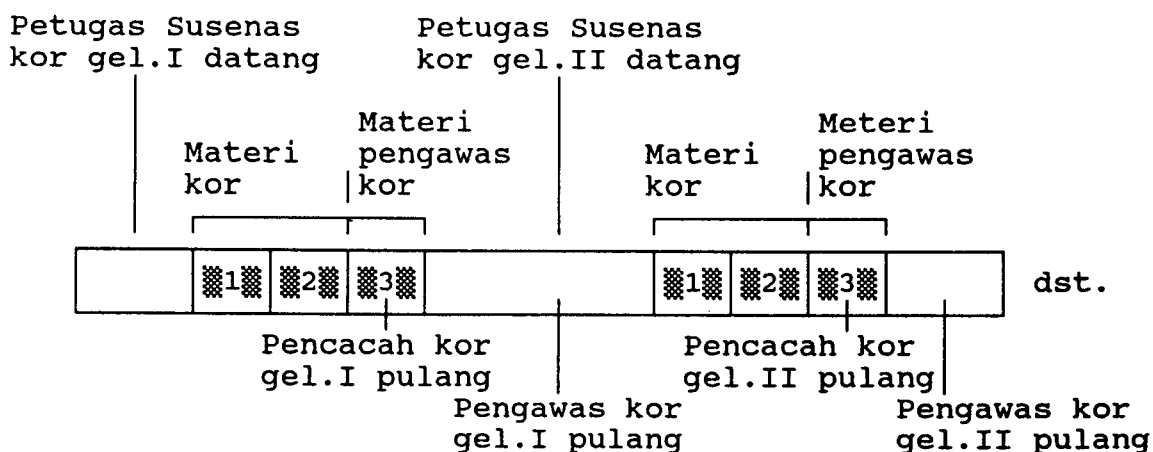 Petugas Susenas
kor gel.I datang
Petugas Susenas
kor gel.II datang
Materi
kor
Materi
pengawas
kor
Materi
kor
Meteri
pengawas
kor
1 2 3
1 2 3
dst.
Pencacah kor
gel.I pulang
Pengawas kor
gel.I pulang
Pencacah kor
gel.II pulang
Pengawas kor
gel.II pulang